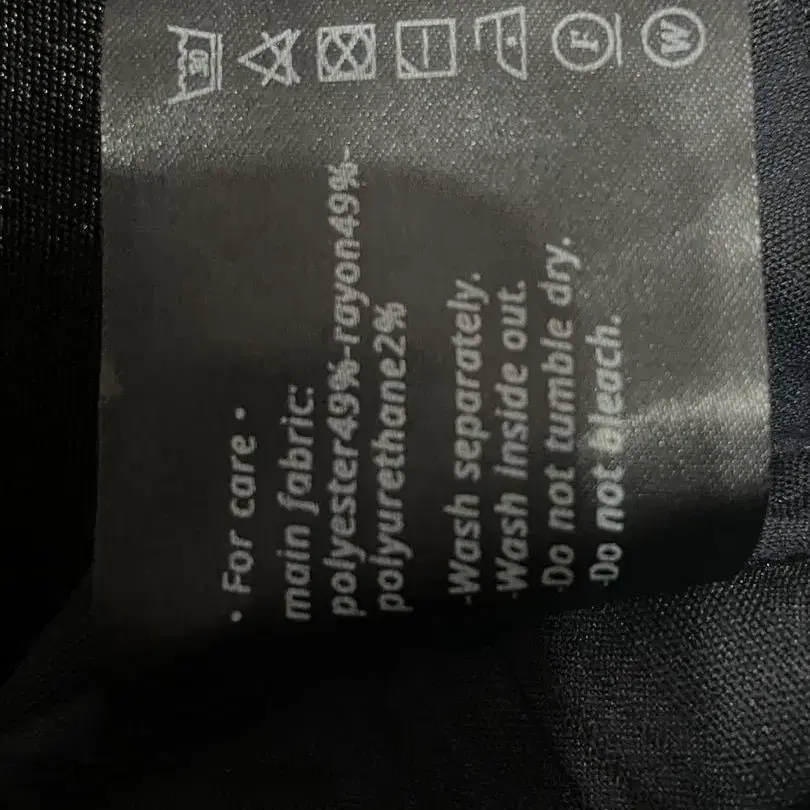 30
F
W
• For care •
main fabric:
polyester49%-rayon49%-
polyurethane2%
-Wash separately.
-Wash inside out.
-Do not tumble dry.
-Do not bleach.